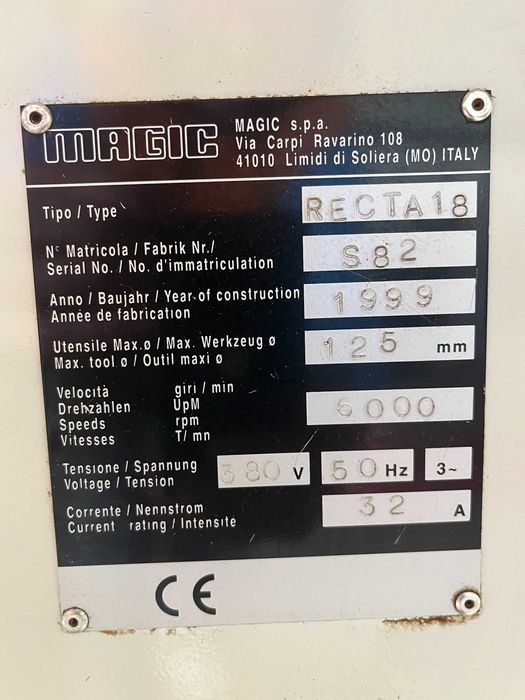 MAGIC
MAGIC s.p.a.
Via Carpi Ravarino 108
41010 Limidi di Soliera (MO) ITALY
Tipo / Type RECTA18
N° Matricola / Fabrik Nr./
Serial No. / No. d'immatriculation S82
Anno / Baujahr / Year of construction
Année de fabrication 1999
Utensile Max.ø / Max. Werkzeug ø
Max. tool ø / Outil maxi ø 125 mm
Velocità giri / min
Drehzahlen UpM
Speeds rpm
Vitesses T/ mn 6000
Tensione / Spannung
Voltage / Tension 380 V 50 Hz 3~
Corrente / Nennstrom
Current rating / Intensite 32 A
CE